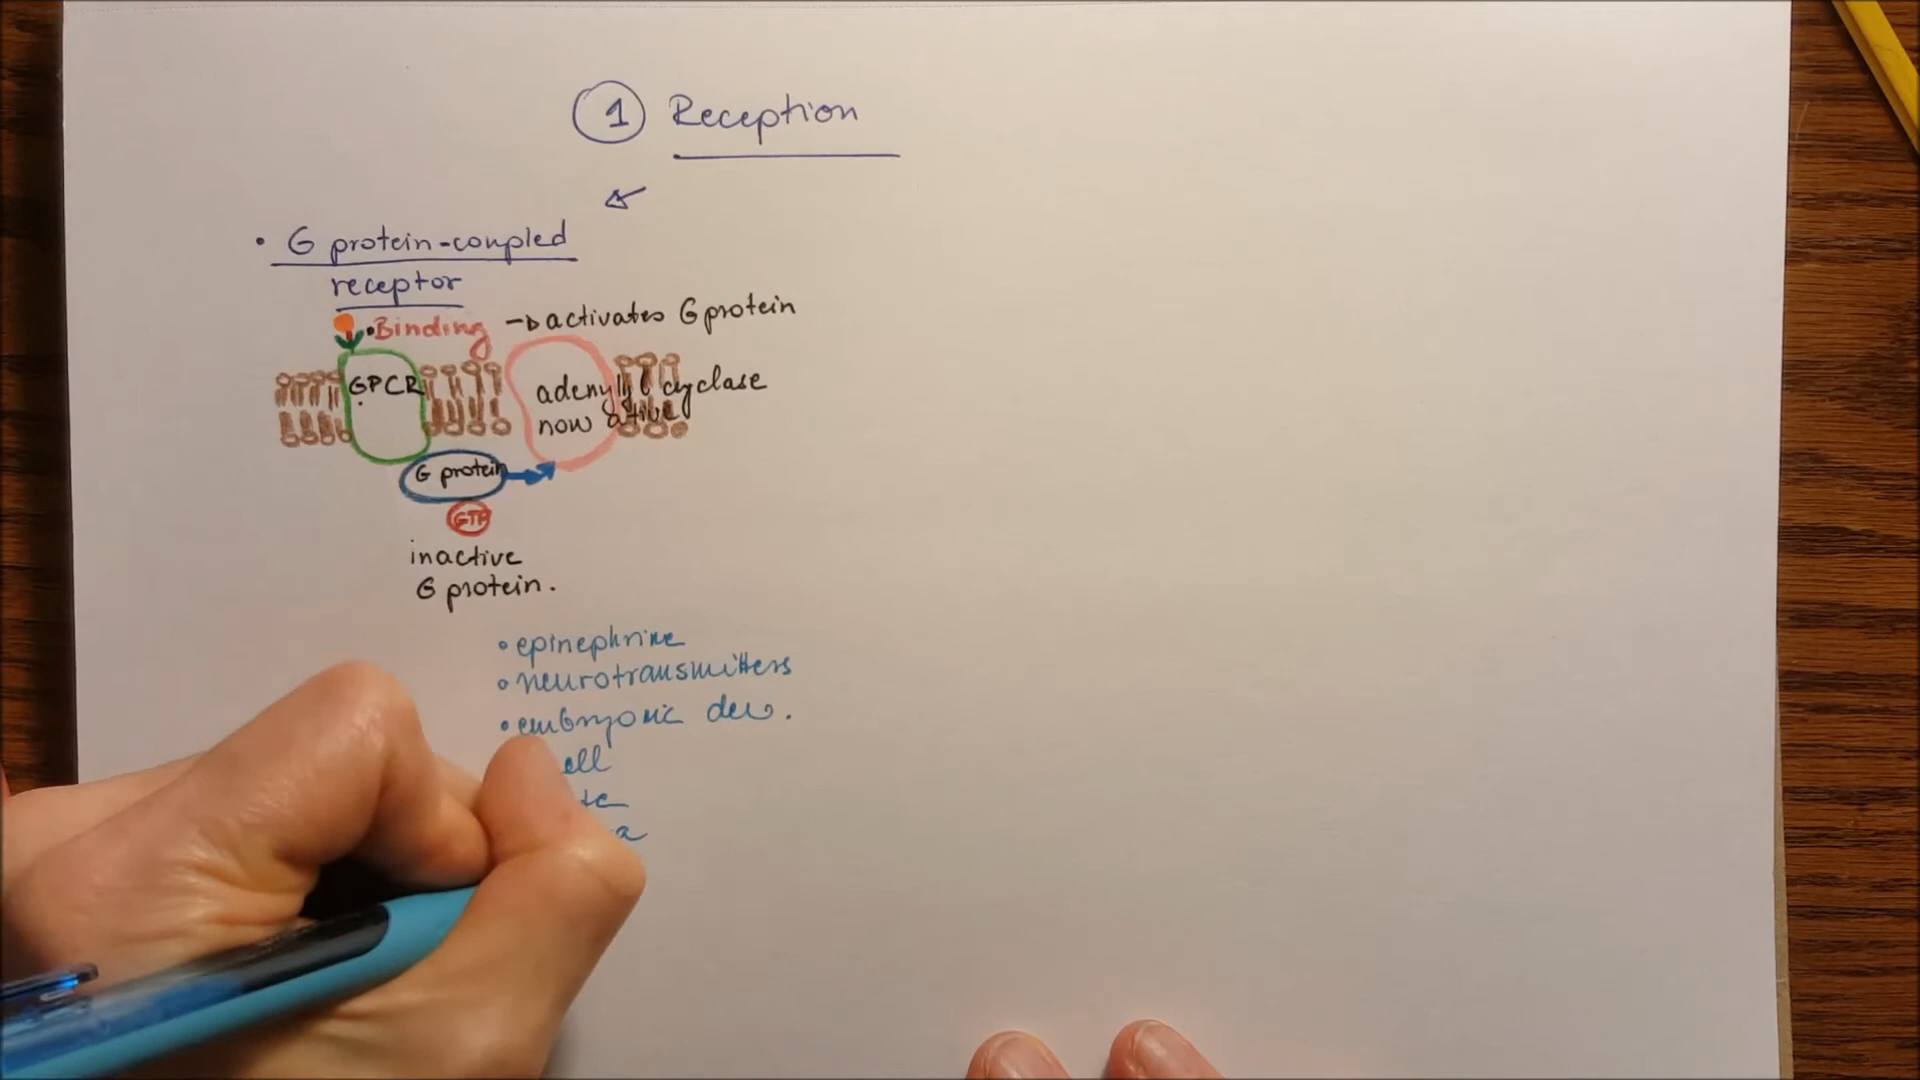 1 Reception
• G protein-coupled
receptor
•Binding → activates G protein
GPCR
adenylyl cyclase
now active
G protein
GTP
inactive
G protein.
• epinephrine
• neurotransmitters
• embryonic dev.